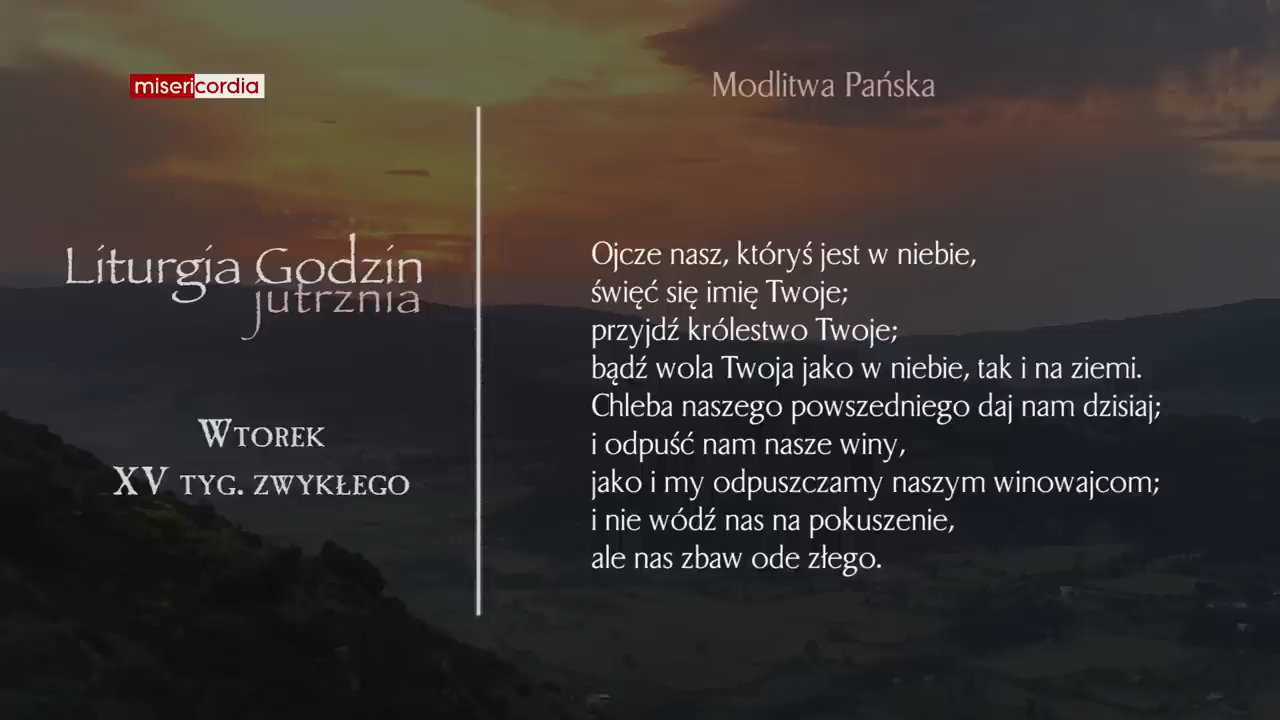 misericordia
Liturgia Godzin
jutrznia
Wtorek
XV tyg. zwykłego
Modlitwa Pańska
Ojcze nasz, któryś jest w niebie,
święć się imię Twoje;
przyjdź królestwo Twoje;
bądź wola Twoja jako w niebie, tak i na ziemi.
Chleba naszego powszedniego daj nam dzisiaj;
i odpuść nam nasze winy,
jako i my odpuszczamy naszym winowajcom;
i nie wódź nas na pokuszenie,
ale nas zbaw ode złego.